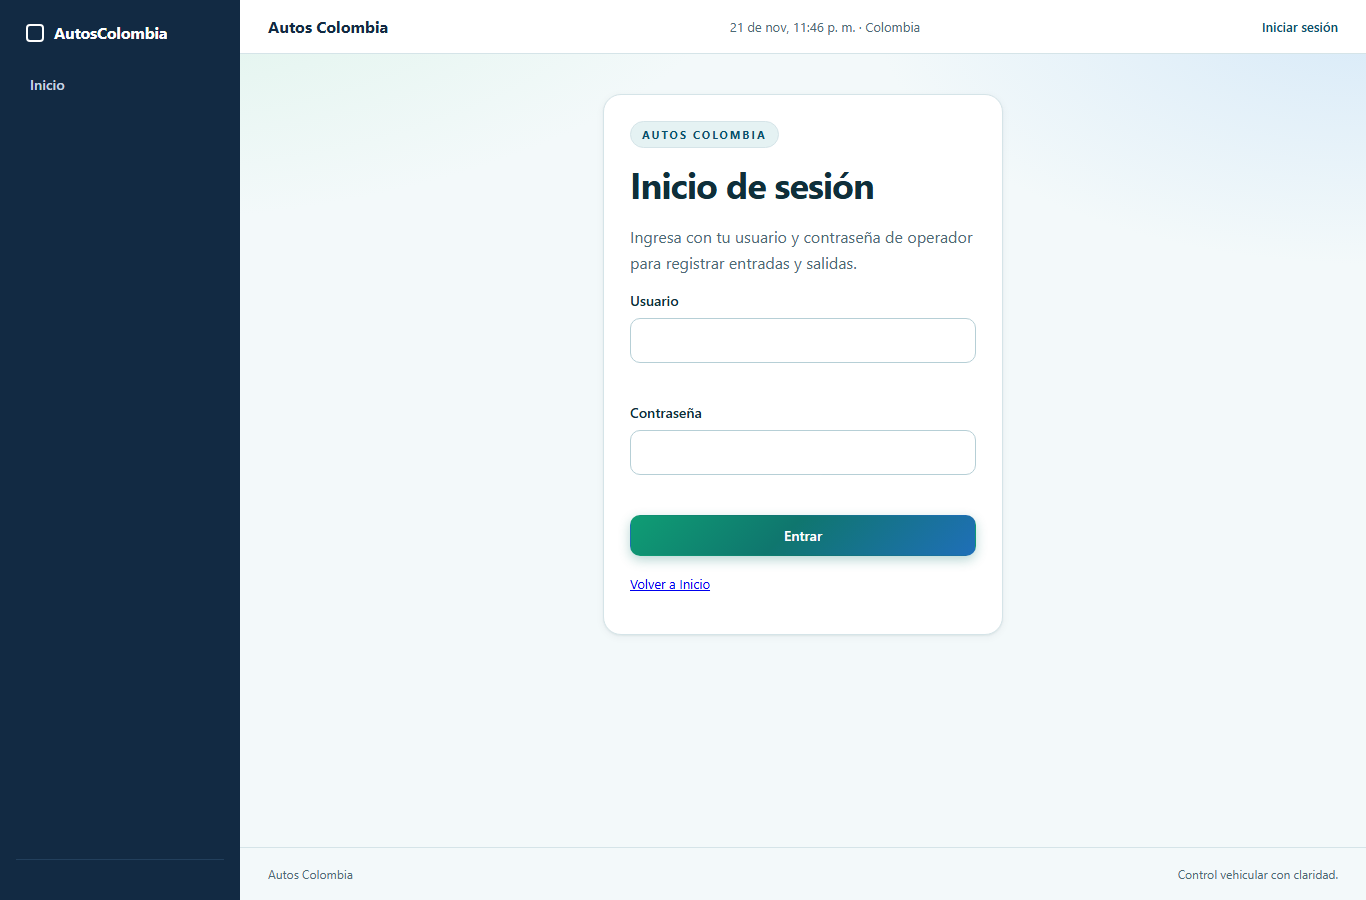 AutosColombia
Inicio
Autos Colombia
21 de nov, 11:46 p. m. · Colombia
Iniciar sesión
AUTOS COLOMBIA
Inicio de sesión
Ingresa con tu usuario y contraseña de operador
para registrar entradas y salidas.
Usuario
Contraseña
Entrar
Volver a Inicio
Autos Colombia
Control vehicular con claridad.